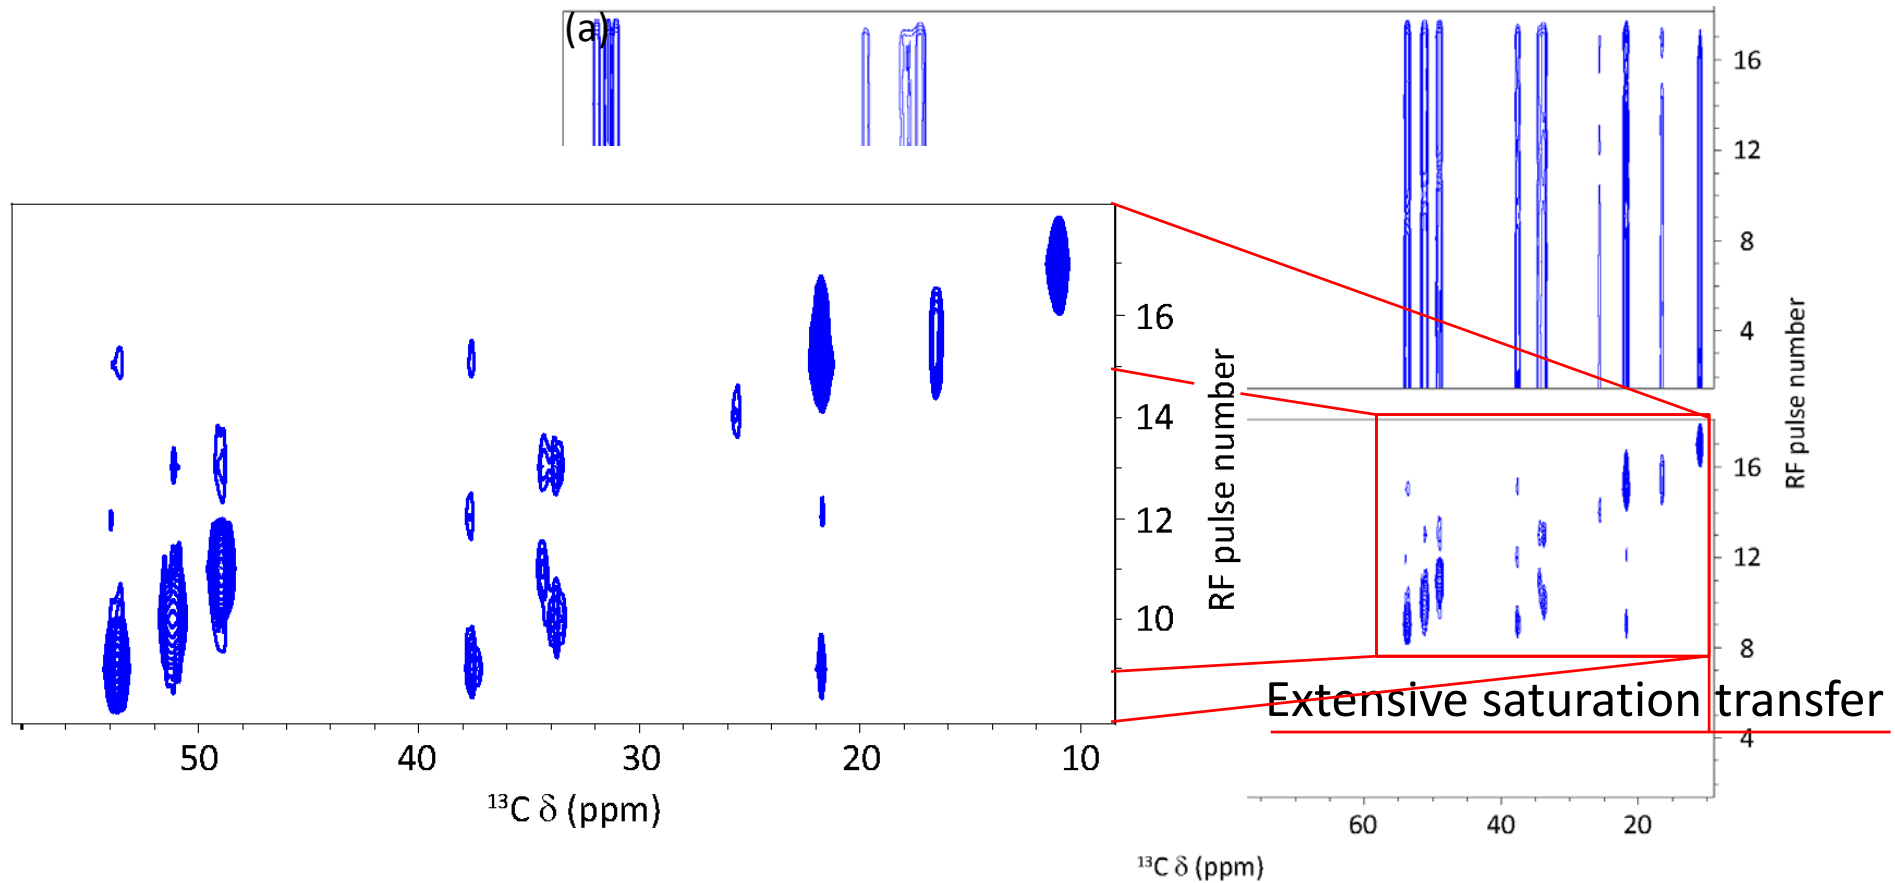 (a)
16
12
8
4
RF pulse number
16
14
12
10
RF pulse number
16
12
8
4
Extensive saturation transfer
50 40 30 20 10
¹³C δ (ppm)
60 40 20
¹³C δ (ppm)